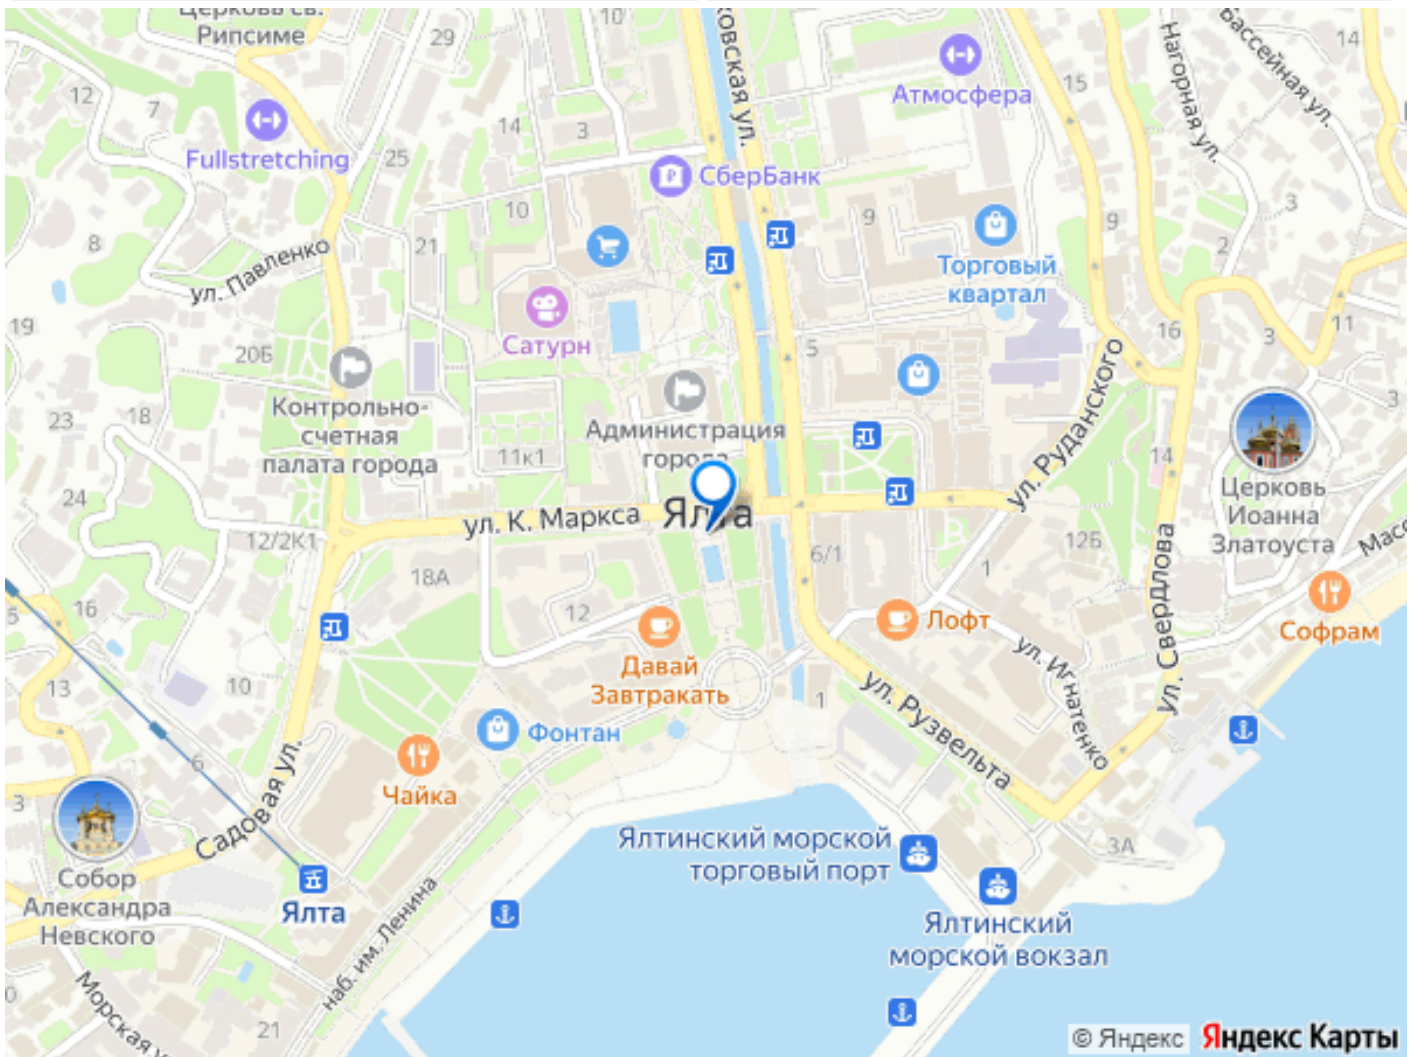 Церковь св.
Рипсиме
29
10
14
12
7
Fullstretching
25
14
3
СберБанк
Атмосфера
15
Нагорная ул.
Бассейная ул.
8
ул. Павленко
21
10
9
9
3
2
Торговый
квартал
19
20Б
Сатурн
5
16
3
11
Контрольно-
счетная
палата города
Администрация
города
23
18
11к1
3
24
ул. К. Маркса
Ялта
ул. Руданского
14
Церковь
Иоанна
Златоуста
12/2К1
18А
6/1
12Б
1
16
12
Давай
Завтракать
Лофт
ул. Игнатенко
ул. Свердлова
Софрам
13
10
6
Фонтан
1
ул. Рузвельта
Чайка
3
Садовая ул.
Собор
Александра
Невского
Ялта
наб. им. Ленина
Ялтинский морской
торговый порт
3А
Ялтинский
морской вокзал
Морская
21
© Яндекс
Яндекс Карты